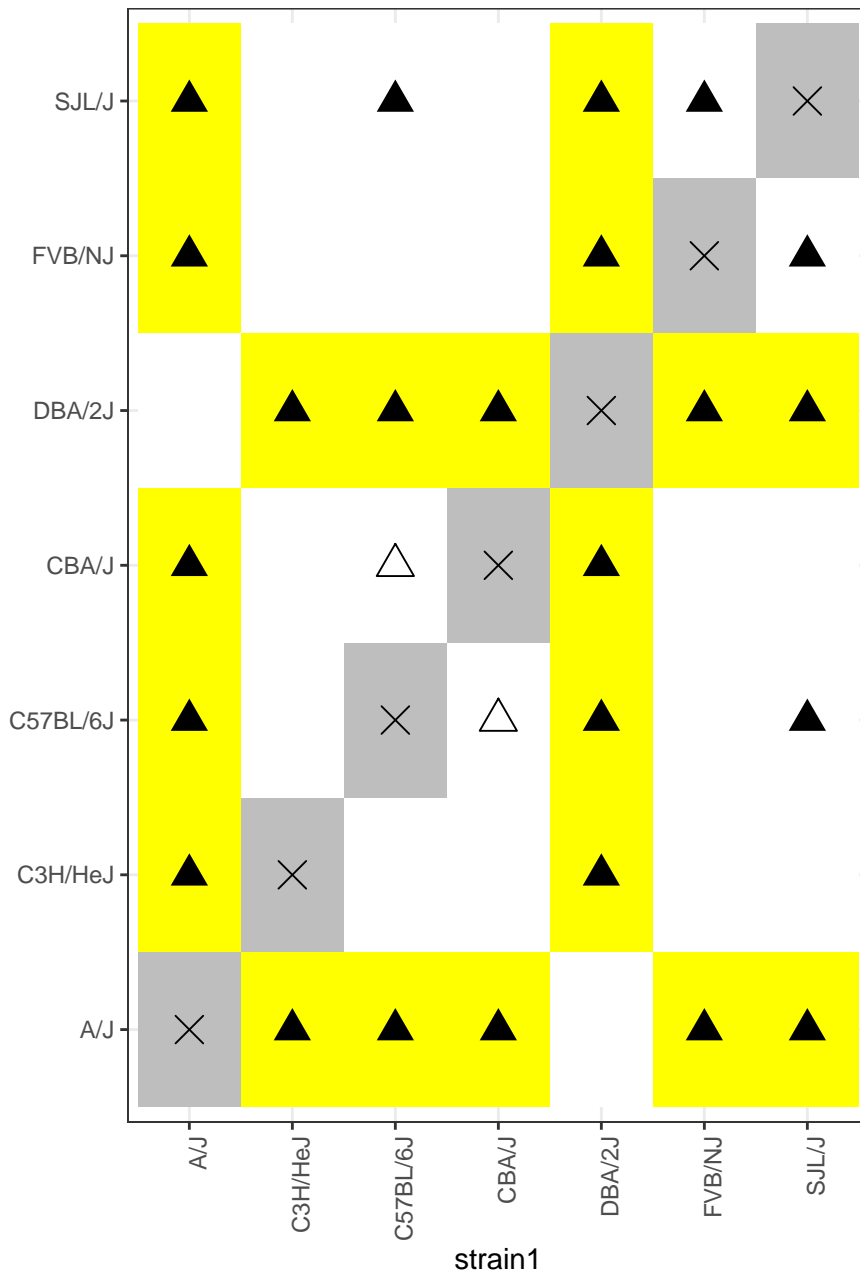 SJL/J
FVB/NJ
DBA/2J
CBA/J
C57BL/6J
C3H/HeJ
A/J
A/J
C3H/HeJ
C57BL/6J
CBA/J
DBA/2J
FVB/NJ
SJL/J
strain1